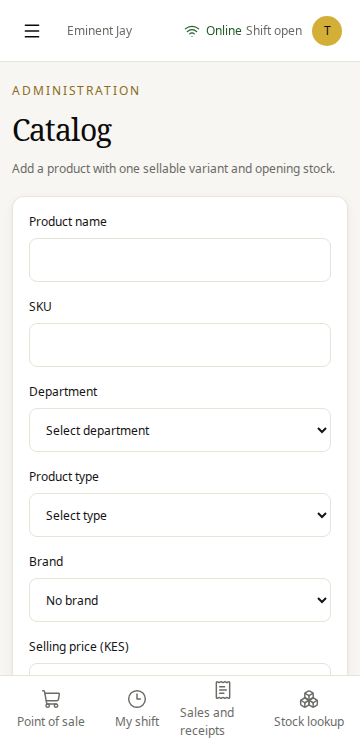 Eminent Jay
Online Shift open
T
ADMINISTRATION
Catalog
Add a product with one sellable variant and opening stock.
Product name
SKU
Department
Select department
Product type
Select type
Brand
No brand
Selling price (KES)
Point of sale
My shift
Sales and
receipts
Stock lookup